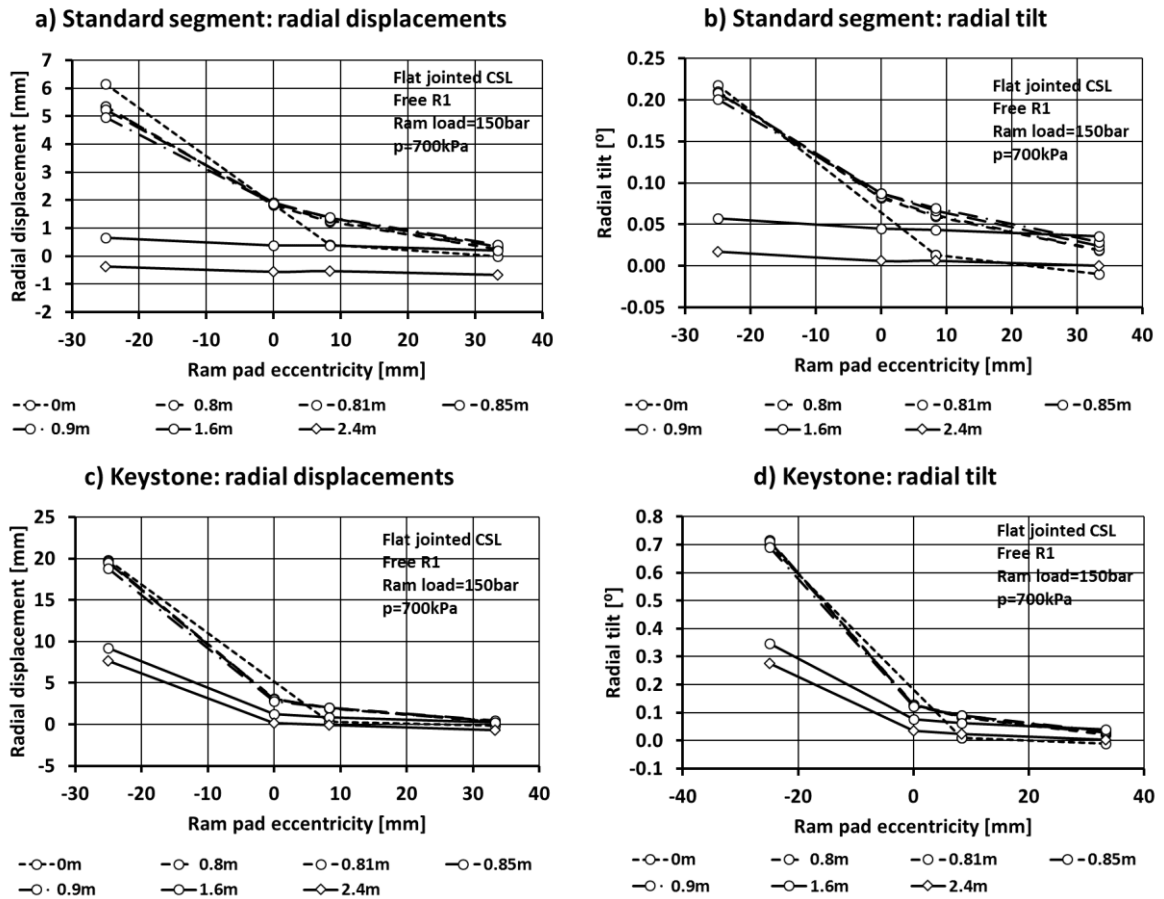 a) Standard segment: radial displacements
Radial displacement [mm]
7
6
5
4
3
2
1
0
-1
-2
Flat jointed CSL
Free R1
Ram load=150bar
p=700kPa
-30 -20 -10 0 10 20 30 40
Ram pad eccentricity [mm]
0m 0.8m 0.81m 0.85m
0.9m 1.6m 2.4m
b) Standard segment: radial tilt
Radial tilt [º]
0.25
0.20
0.15
0.10
0.05
0.00
-0.05
Flat jointed CSL
Free R1
Ram load=150bar
p=700kPa
-30 -20 -10 0 10 20 30 40
Ram pad eccentricity [mm]
0m 0.8m 0.81m 0.85m
0.9m 1.6m 2.4m
c) Keystone: radial displacements
Radial displacement [mm]
25
20
15
10
5
0
-5
Flat jointed CSL
Free R1
Ram load=150bar
p=700kPa
-30 -20 -10 0 10 20 30 40
Ram pad eccentricity [mm]
0m 0.8m 0.81m 0.85m
0.9m 1.6m 2.4m
d) Keystone: radial tilt
Radial tilt [º]
0.8
0.7
0.6
0.5
0.4
0.3
0.2
0.1
0.0
-0.1
Flat jointed CSL
Free R1
Ram load=150bar
p=700kPa
-40 -20 0 20 40
Ram pad eccentricity [mm]
0m 0.8m 0.81m 0.85m
0.9m 1.6m 2.4m